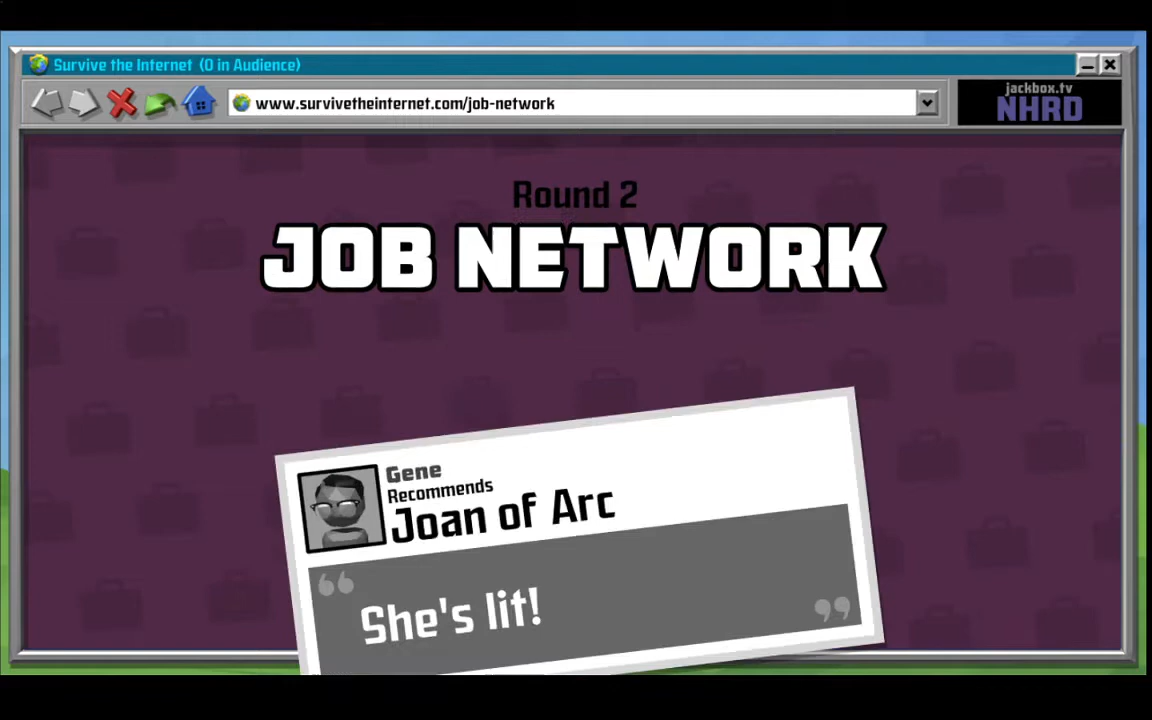 Survive the Internet (0 in Audience)
www.survivetheinternet.com/job-network
jackbox.tv
NHRD
Round 2
JOB NETWORK
Gene
Recommends
Joan of Arc
“
She's lit!
”